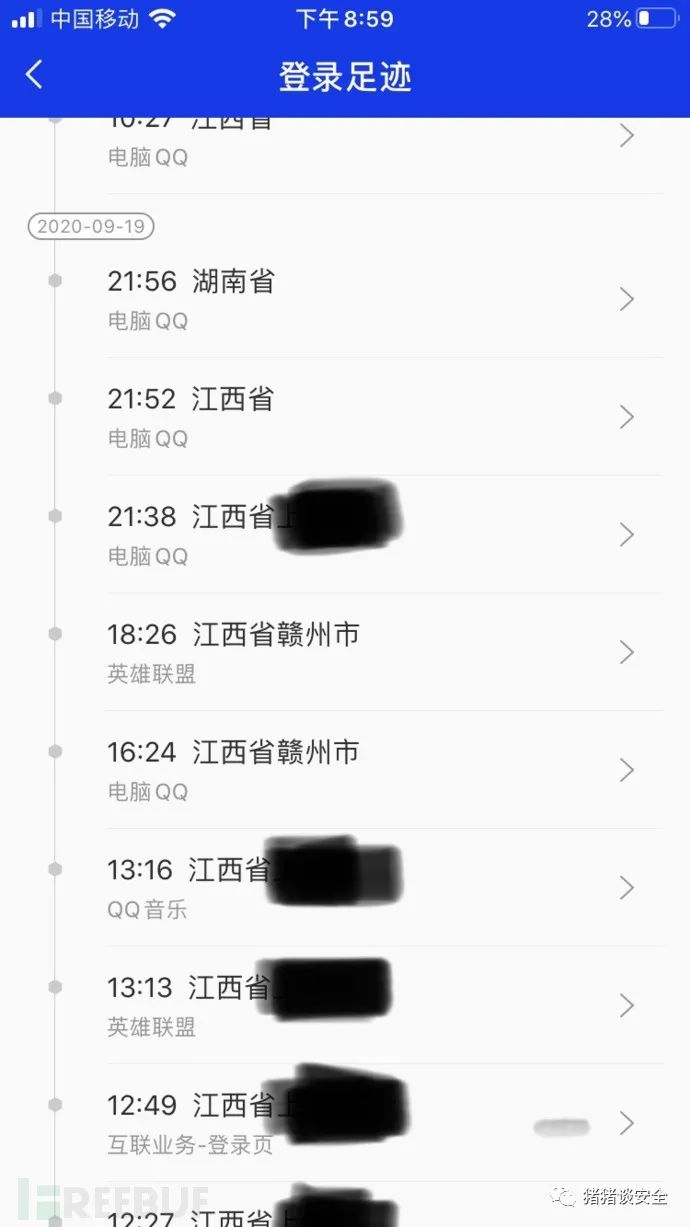 中国移动 下午8:59 28%
登录足迹
10:27 江西省
电脑QQ
2020-09-19
21:56 湖南省
电脑QQ
21:52 江西省
电脑QQ
21:38 江西省上
电脑QQ
18:26 江西省赣州市
英雄联盟
16:24 江西省赣州市
电脑QQ
13:16 江西省
QQ音乐
13:13 江西省
英雄联盟
12:49 江西省上
互联业务-登录页
12:27 江西省上
FREEBUF
猪猪谈安全